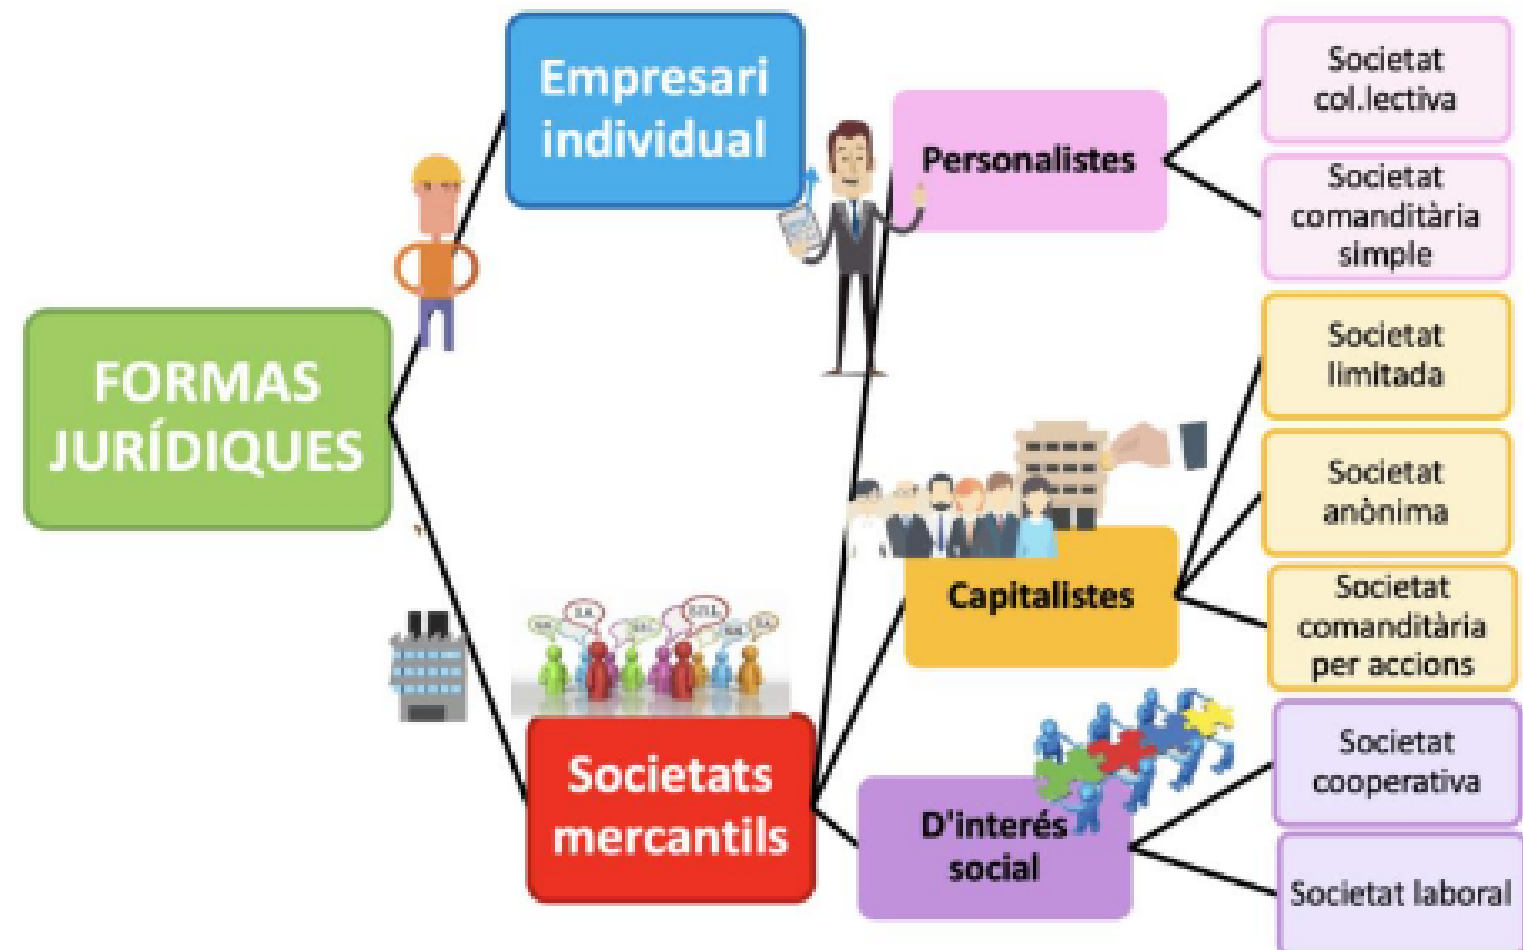 FORMAS
JURÍDIQUES
Empresari
individual
Societats
mercantils
Personalistes
Capitalistes
D'interés
social
Societat
col.lectiva
Societat
comanditària
simple
Societat
limitada
Societat
anònima
Societat
comanditària
per accions
Societat
cooperativa
Societat laboral